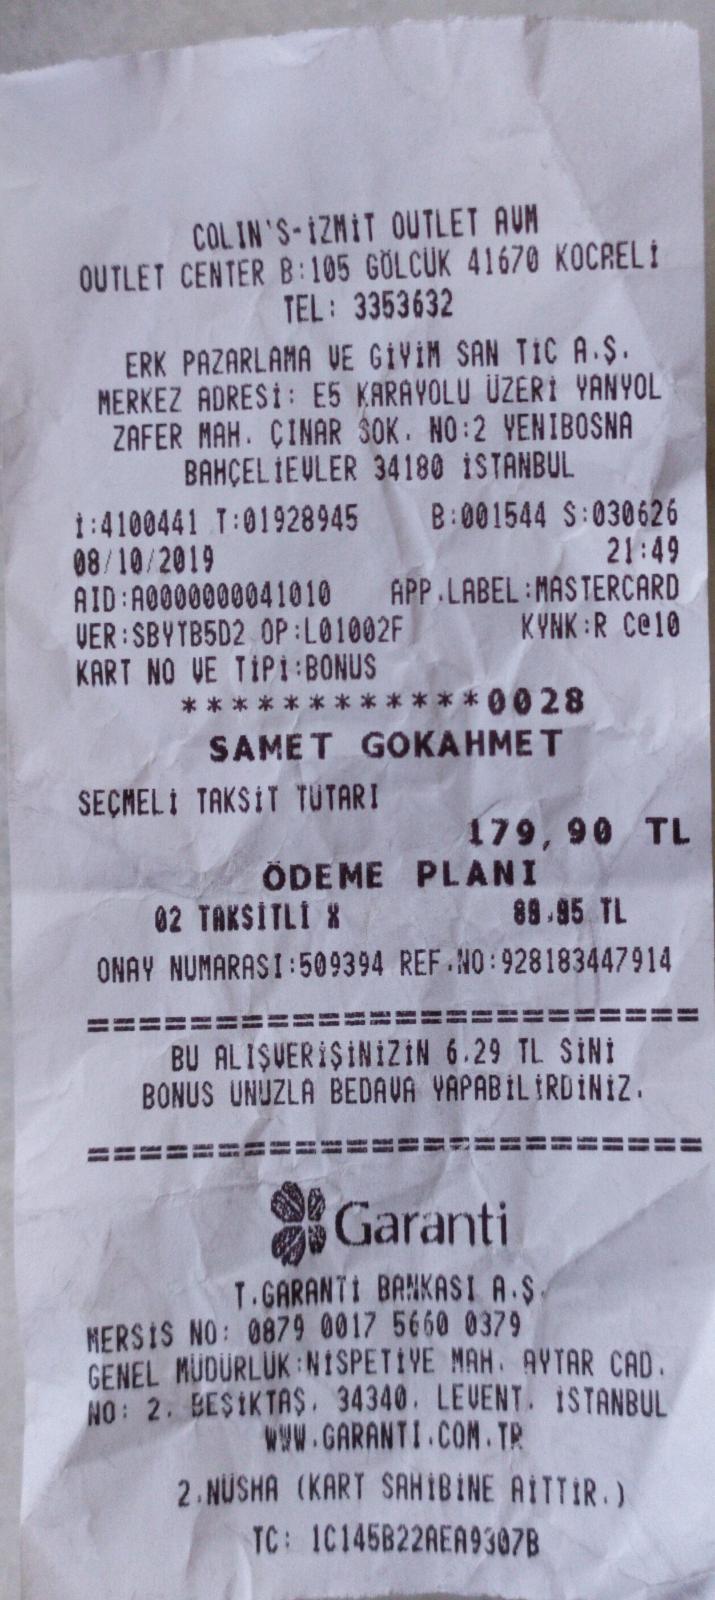 COLIN'S-İZMİT OUTLET AVM
OUTLET CENTER B:105 GÖLCÜK 41670 KOCAELİ
TEL: 3353632
ERK PAZARLAMA VE GİYİM SAN TİC A.Ş.
MERKEZ ADRESİ: E5 KARAYOLU ÜZERİ YANYOL
ZAFER MAH. ÇINAR SOK. NO:2 YENIBOSNA
BAHÇELİEVLER 34180 İSTANBUL
İ:4100441 T:01928945 B:001544 S:030626
08/10/2019 21:49
AID:A0000000041010 APP.LABEL:MASTERCARD
VER:SBYTB5D2 OP:L01002F KYNK:R C@10
KART NO VE TİPİ:BONUS
************0028
SAMET GOKAHMET
SEÇMELİ TAKSİT TUTARI
179,90 TL
ÖDEME PLANI
02 TAKSİTLİ X 89.95 TL
ONAY NUMARASI:509394 REF.NO:928183447914
==============================
BU ALIŞVERİŞİNİZİN 6.29 TL SİNİ
BONUS UNUZLA BEDAVA YAPABİLİRDİNİZ.
==============================
Garanti
T.GARANTİ BANKASI A.Ş.
MERSİS NO: 0879 0017 5660 0379
GENEL MÜDÜRLÜK:NİSPETİYE MAH. AYTAR CAD.
NO: 2. BEŞİKTAŞ. 34340. LEVENT. İSTANBUL
WWW.GARANTI.COM.TR
2.NÜSHA (KART SAHİBİNE AİTTİR.)
TC: 1C145B22AEA9307B